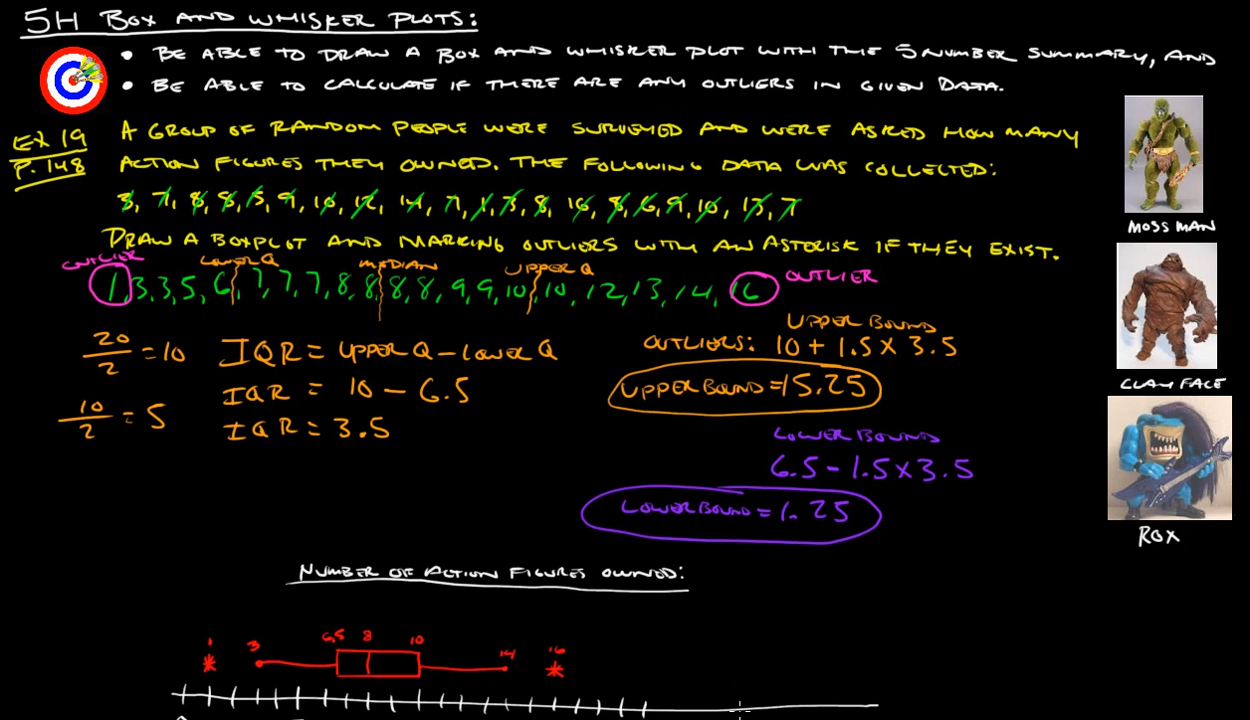 5H BOX AND WHISKER PLOTS:
• BE ABLE TO DRAW A BOX AND WHISKER PLOT WITH THE 5 NUMBER SUMMARY, AND
• BE ABLE TO CALCULATE IF THERE ARE ANY OUTLIERS IN GIVEN DATA.
EX 19
P. 148
A GROUP OF RANDOM PEOPLE WERE SURVEYED AND WERE ASKED HOW MANY
ACTION FIGURES THEY OWNED. THE FOLLOWING DATA WAS COLLECTED:
3, 7, 8, 8, 5, 9, 10, 12, 14, 7, 1, 3, 8, 16, 8, 6, 9, 10, 13, 7
DRAW A BOXPLOT AND MARKING OUTLIERS WITH AN ASTERISK IF THEY EXIST.
OUTLIER LOWER Q MEDIAN UPPER Q
1, 3, 3, 5, 6, 7, 7, 7, 8, 8, 8, 8, 9, 9, 10, 10, 12, 13, 14, 16 OUTLIER
20/2 = 10
10/2 = 5
IQR = UPPER Q - LOWER Q
IQR = 10 - 6.5
IQR = 3.5
UPPER BOUND
OUTLIERS: 10 + 1.5 × 3.5
UPPER BOUND = 15.25
LOWER BOUND
6.5 - 1.5 × 3.5
LOWER BOUND = 1.25
MOSS MAN
CLAY FACE
ROX
NUMBER OF ACTION FIGURES OWNED:
1 3 6.5 8 10 14 16
* *